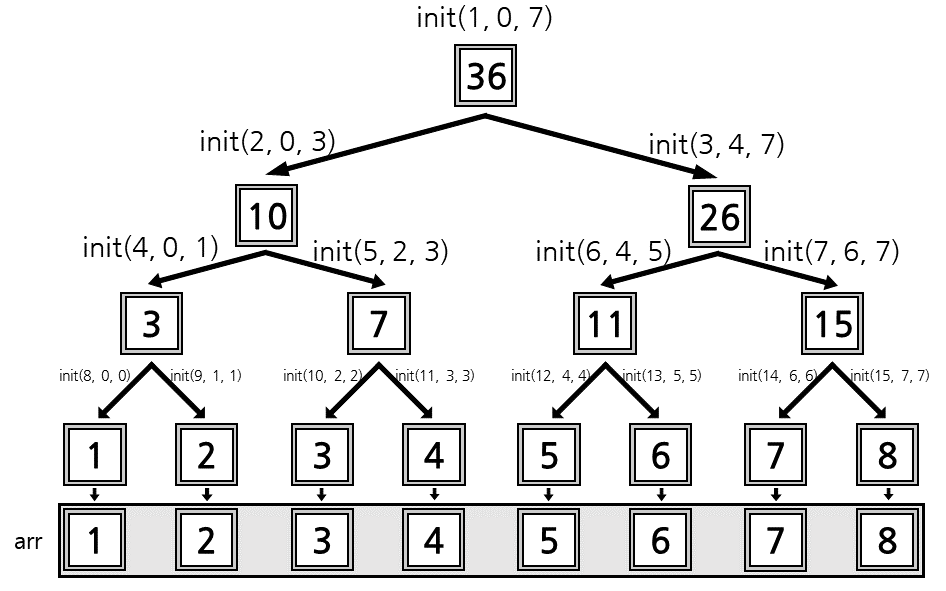 init(1, 0, 7)
36
init(2, 0, 3) init(3, 4, 7)
10 26
init(4, 0, 1) init(5, 2, 3) init(6, 4, 5) init(7, 6, 7)
3 7 11 15
init(8, 0, 0) init(9, 1, 1) init(10, 2, 2) init(11, 3, 3) init(12, 4, 4) init(13, 5, 5) init(14, 6, 6) init(15, 7, 7)
1 2 3 4 5 6 7 8
arr 1 2 3 4 5 6 7 8